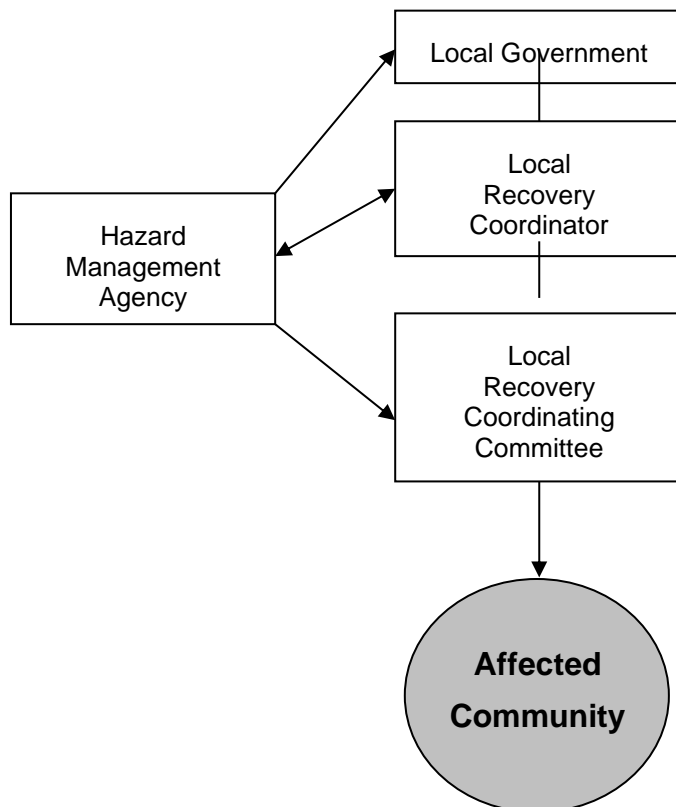 Local Government
Local
Recovery
Coordinator
Hazard
Management
Agency
Local
Recovery
Coordinating
Committee
Affected
Community